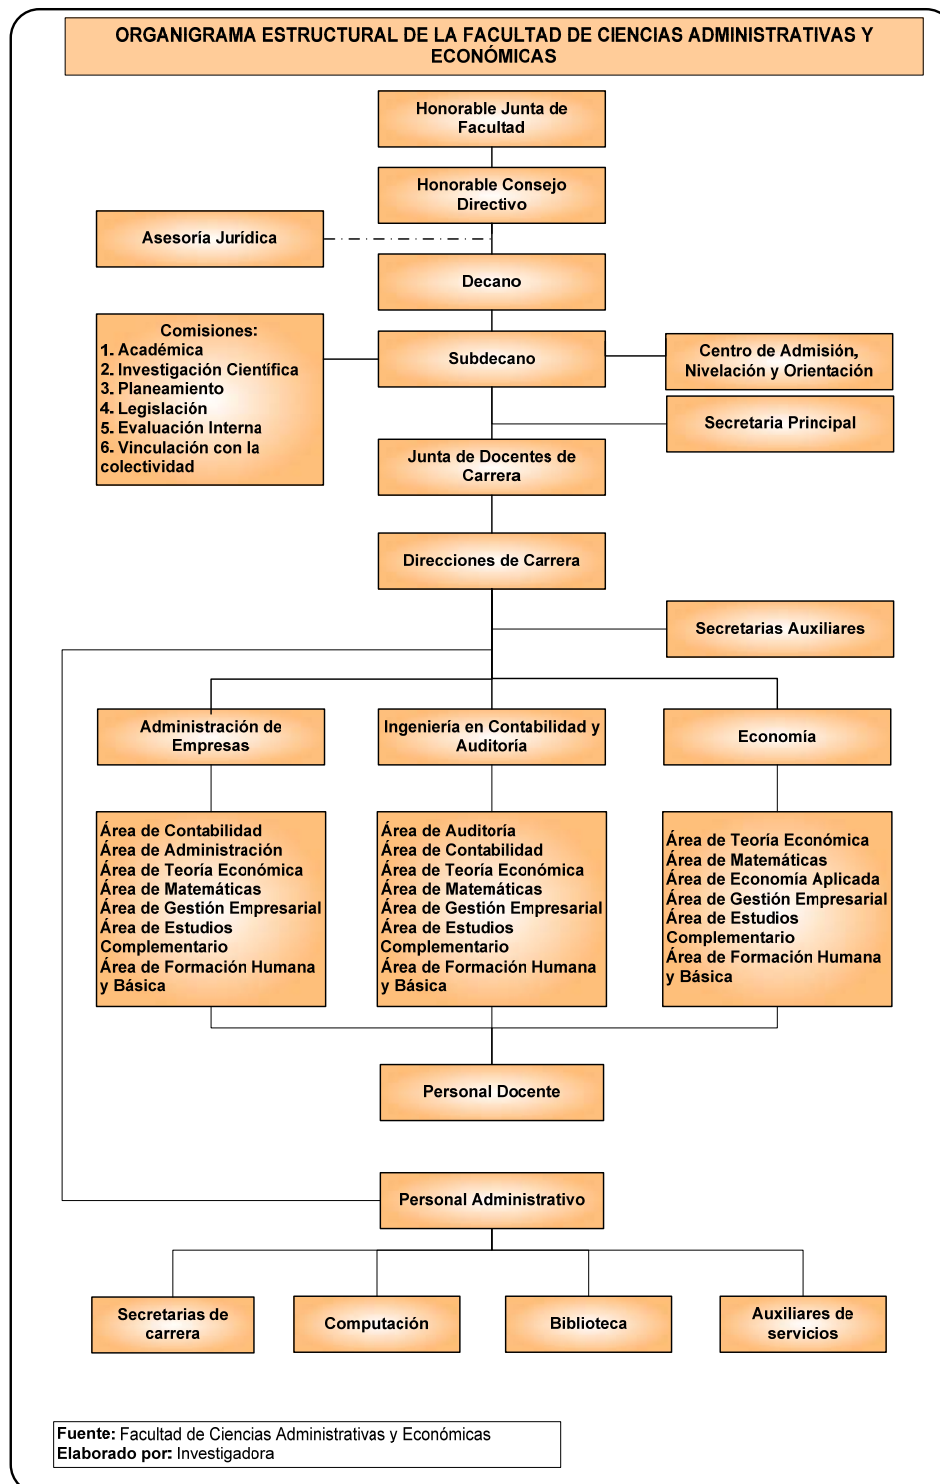 ORGANIGRAMA ESTRUCTURAL DE LA FACULTAD DE CIENCIAS ADMINISTRATIVAS Y
ECONÓMICAS
Honorable Junta de
Facultad
Honorable Consejo
Directivo
Asesoría Jurídica
Decano
Comisiones:
1. Académica
2. Investigación Científica
3. Planeamiento
4. Legislación
5. Evaluación Interna
6. Vinculación con la
colectividad
Subdecano
Centro de Admisión,
Nivelación y Orientación
Secretaria Principal
Junta de Docentes de
Carrera
Direcciones de Carrera
Secretarias Auxiliares
Administración de
Empresas
Ingeniería en Contabilidad y
Auditoría
Economía
Área de Contabilidad
Área de Administración
Área de Teoría Económica
Área de Matemáticas
Área de Gestión Empresarial
Área de Estudios
Complementario
Área de Formación Humana
y Básica
Área de Auditoría
Área de Contabilidad
Área de Teoría Económica
Área de Matemáticas
Área de Gestión Empresarial
Área de Estudios
Complementario
Área de Formación Humana
y Básica
Área de Teoría Económica
Área de Matemáticas
Área de Economía Aplicada
Área de Gestión Empresarial
Área de Estudios
Complementario
Área de Formación Humana
y Básica
Personal Docente
Personal Administrativo
Secretarias de
carrera
Computación
Biblioteca
Auxiliares de
servicios
Fuente: Facultad de Ciencias Administrativas y Económicas
Elaborado por: Investigadora